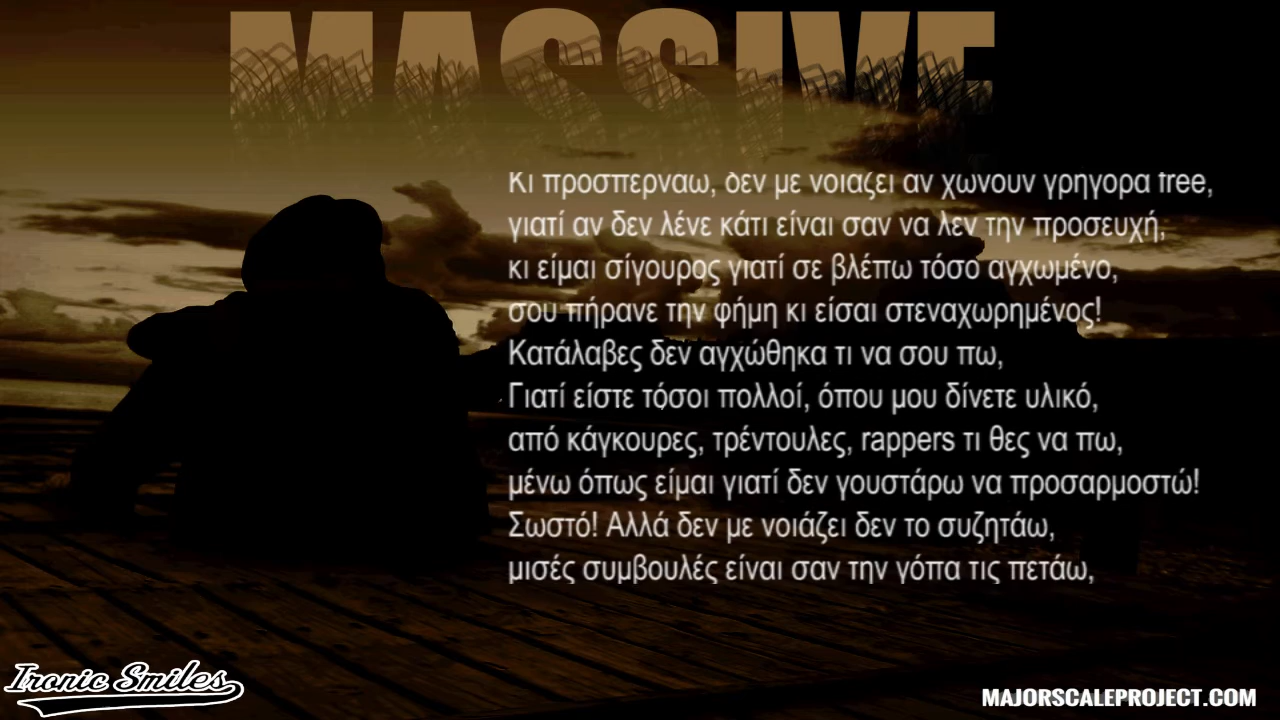 MASSIVE
Κι προσπερναω, δεν με νοιαζει αν χωνουν γρηγορα free,
γιατί αν δεν λένε κάτι είναι σαν να λεν την προσευχή,
κι είμαι σίγουρος γιατί σε βλέπω τόσο αγχωμένο,
σου πήρανε την φήμη κι είσαι στεναχωρημένος!
Κατάλαβες δεν αγχώθηκα τι να σου πω,
Γιατί είστε τόσοι πολλοί, όπου μου δίνετε υλικό,
από κάγκουρες, τρέντουλες, rappers τι θες να πω,
μένω όπως είμαι γιατί δεν γουστάρω να προσαρμοστώ!
Σωστό! Αλλά δεν με νοιάζει δεν το συζητάω,
μισές συμβουλές είναι σαν την γόπα τις πετάω,
Ironic Smiles
MAJORSCALEPROJECT.COM